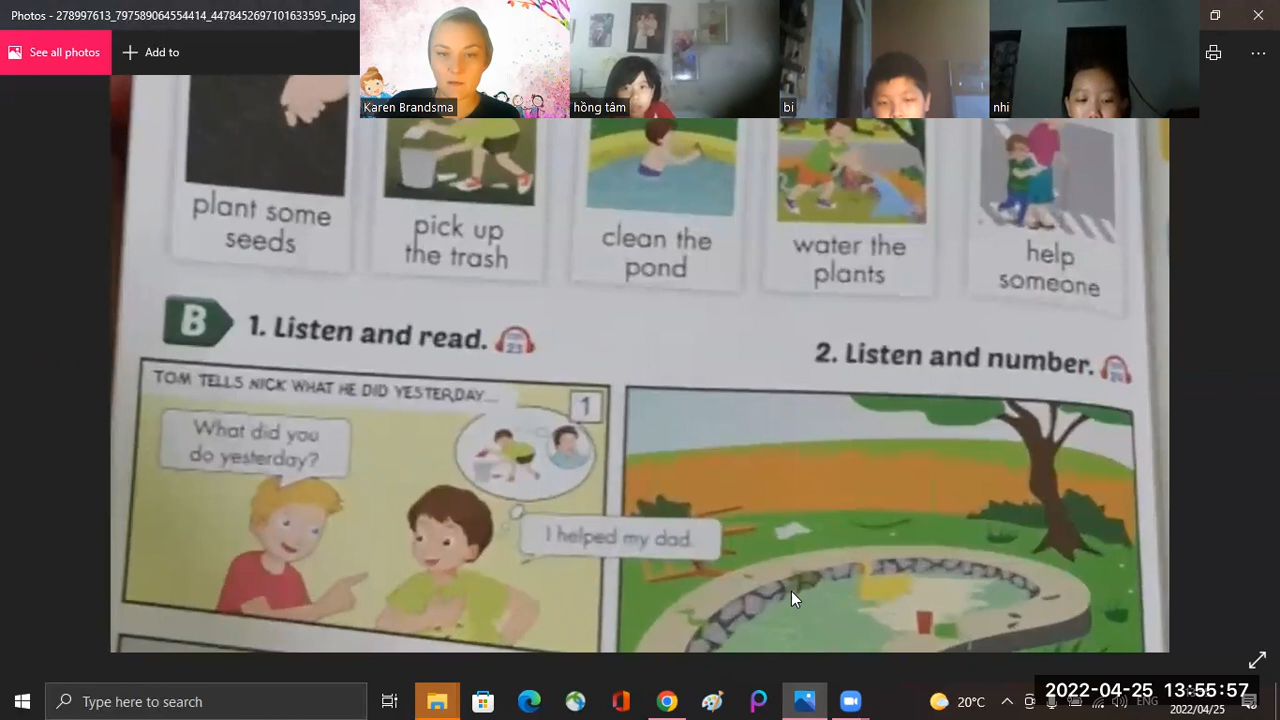 Photos - 278997613_797589064554414_4478452697101633595_n.jpg
See all photos
Add to
Karen Brandsma
hồng tâm
bi
nhi
plant some
seeds
pick up
the trash
clean the
pond
water the
plants
help
someone
B
1. Listen and read.
23
2. Listen and number.
TOM TELLS NICK WHAT HE DID YESTERDAY...
1
What did you
do yesterday?
I helped my dad.
Type here to search
20°C
ENG
2022-04-25 13:55:57
2022/04/25